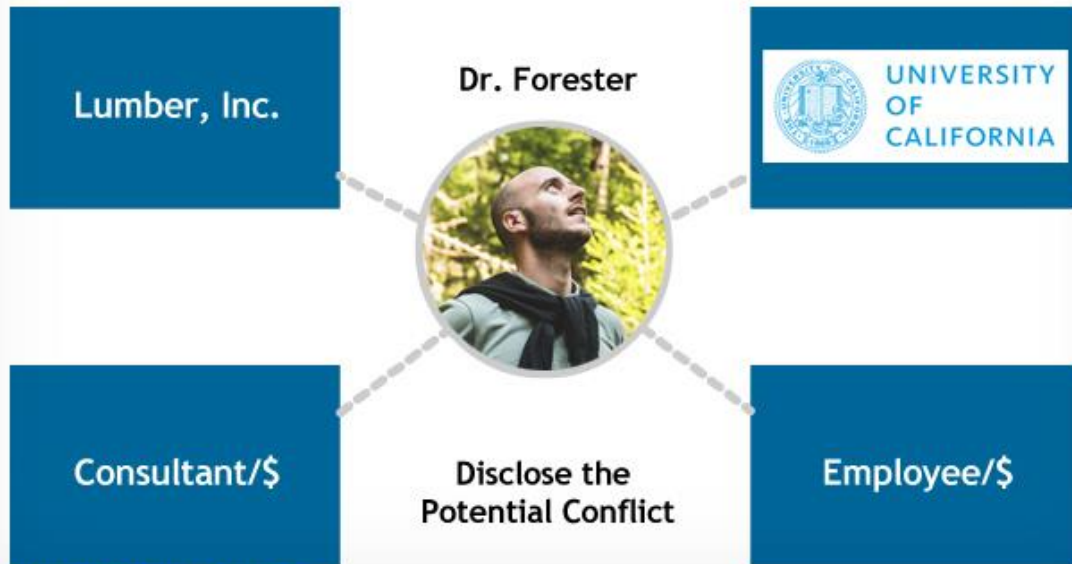 Lumber, Inc.
Dr. Forester
UNIVERSITY
OF
CALIFORNIA
Consultant/$
Disclose the
Potential Conflict
Employee/$